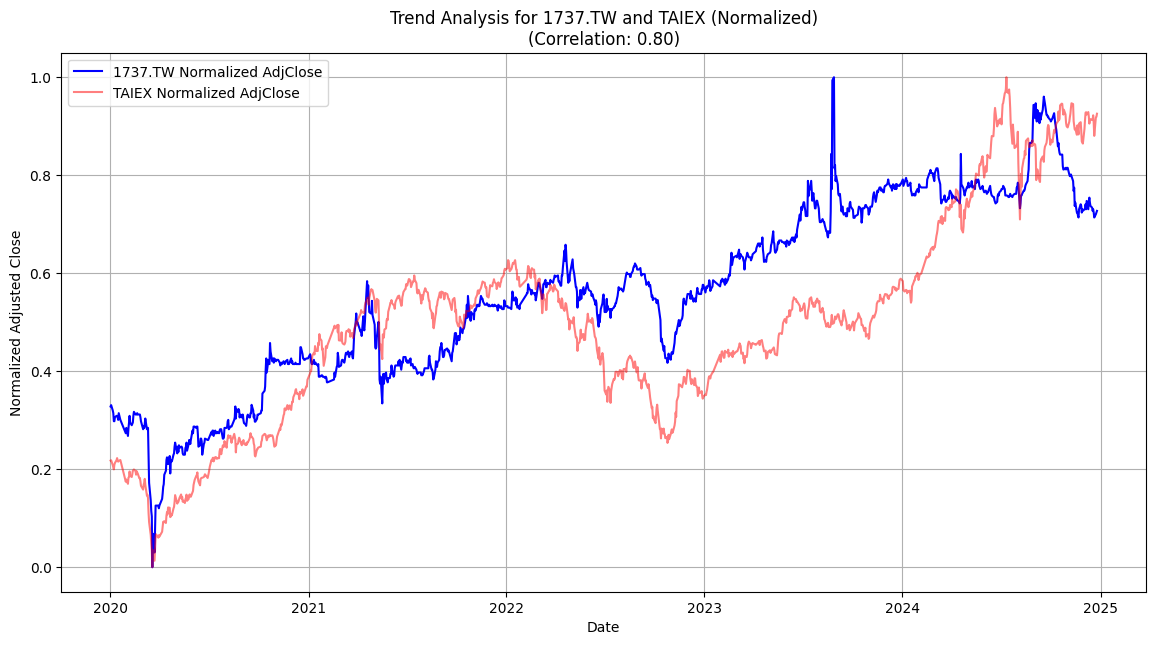 Trend Analysis for 1737.TW and TAIEX (Normalized)
(Correlation: 0.80)
1737.TW Normalized AdjClose
TAIEX Normalized AdjClose
Normalized Adjusted Close
1.0
0.8
0.6
0.4
0.2
0.0
2020 2021 2022 2023 2024 2025
Date